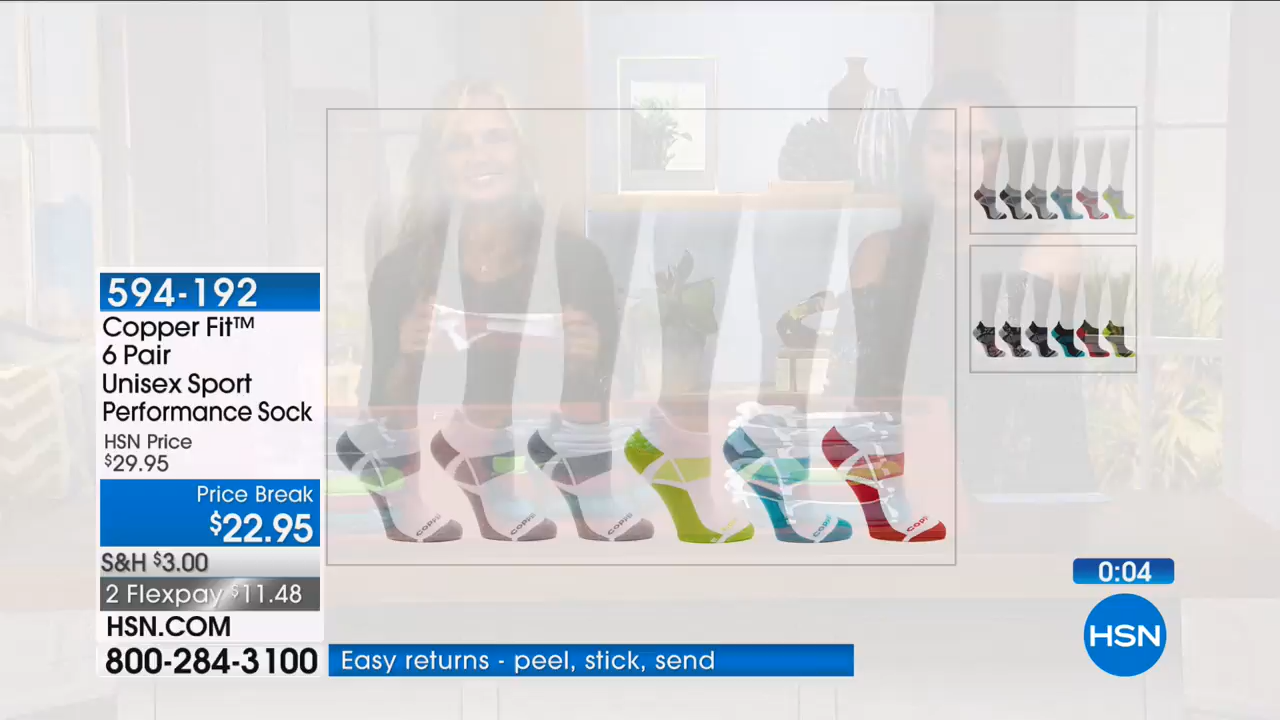 594-192
Copper Fit™
6 Pair
Unisex Sport
Performance Sock
HSN Price
$29.95
Price Break
$22.95
S&H $3.00
2 Flexpay $11.48
HSN.COM
800-284-3100
Easy returns - peel, stick, send
0:04
HSN